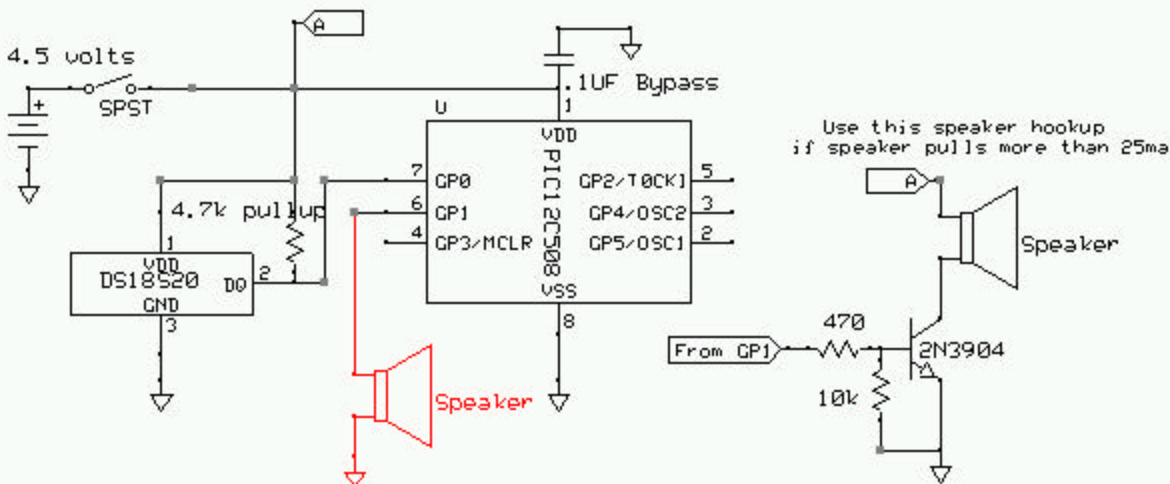 A
4.5 volts
+
SPST
.1UF Bypass
U
1
VDD
PIC12C508
VSS
8
7
GP0
6
GP1
4
GP3/MCLR
GP2/T0CK1
5
GP4/OSC2
3
GP5/OSC1
2
4.7k pullup
1
VDD
DS18S20
DQ
2
GND
3
Speaker
Use this speaker hookup
if speaker pulls more than 25ma
A
Speaker
From GP1
470
10k
2N3904